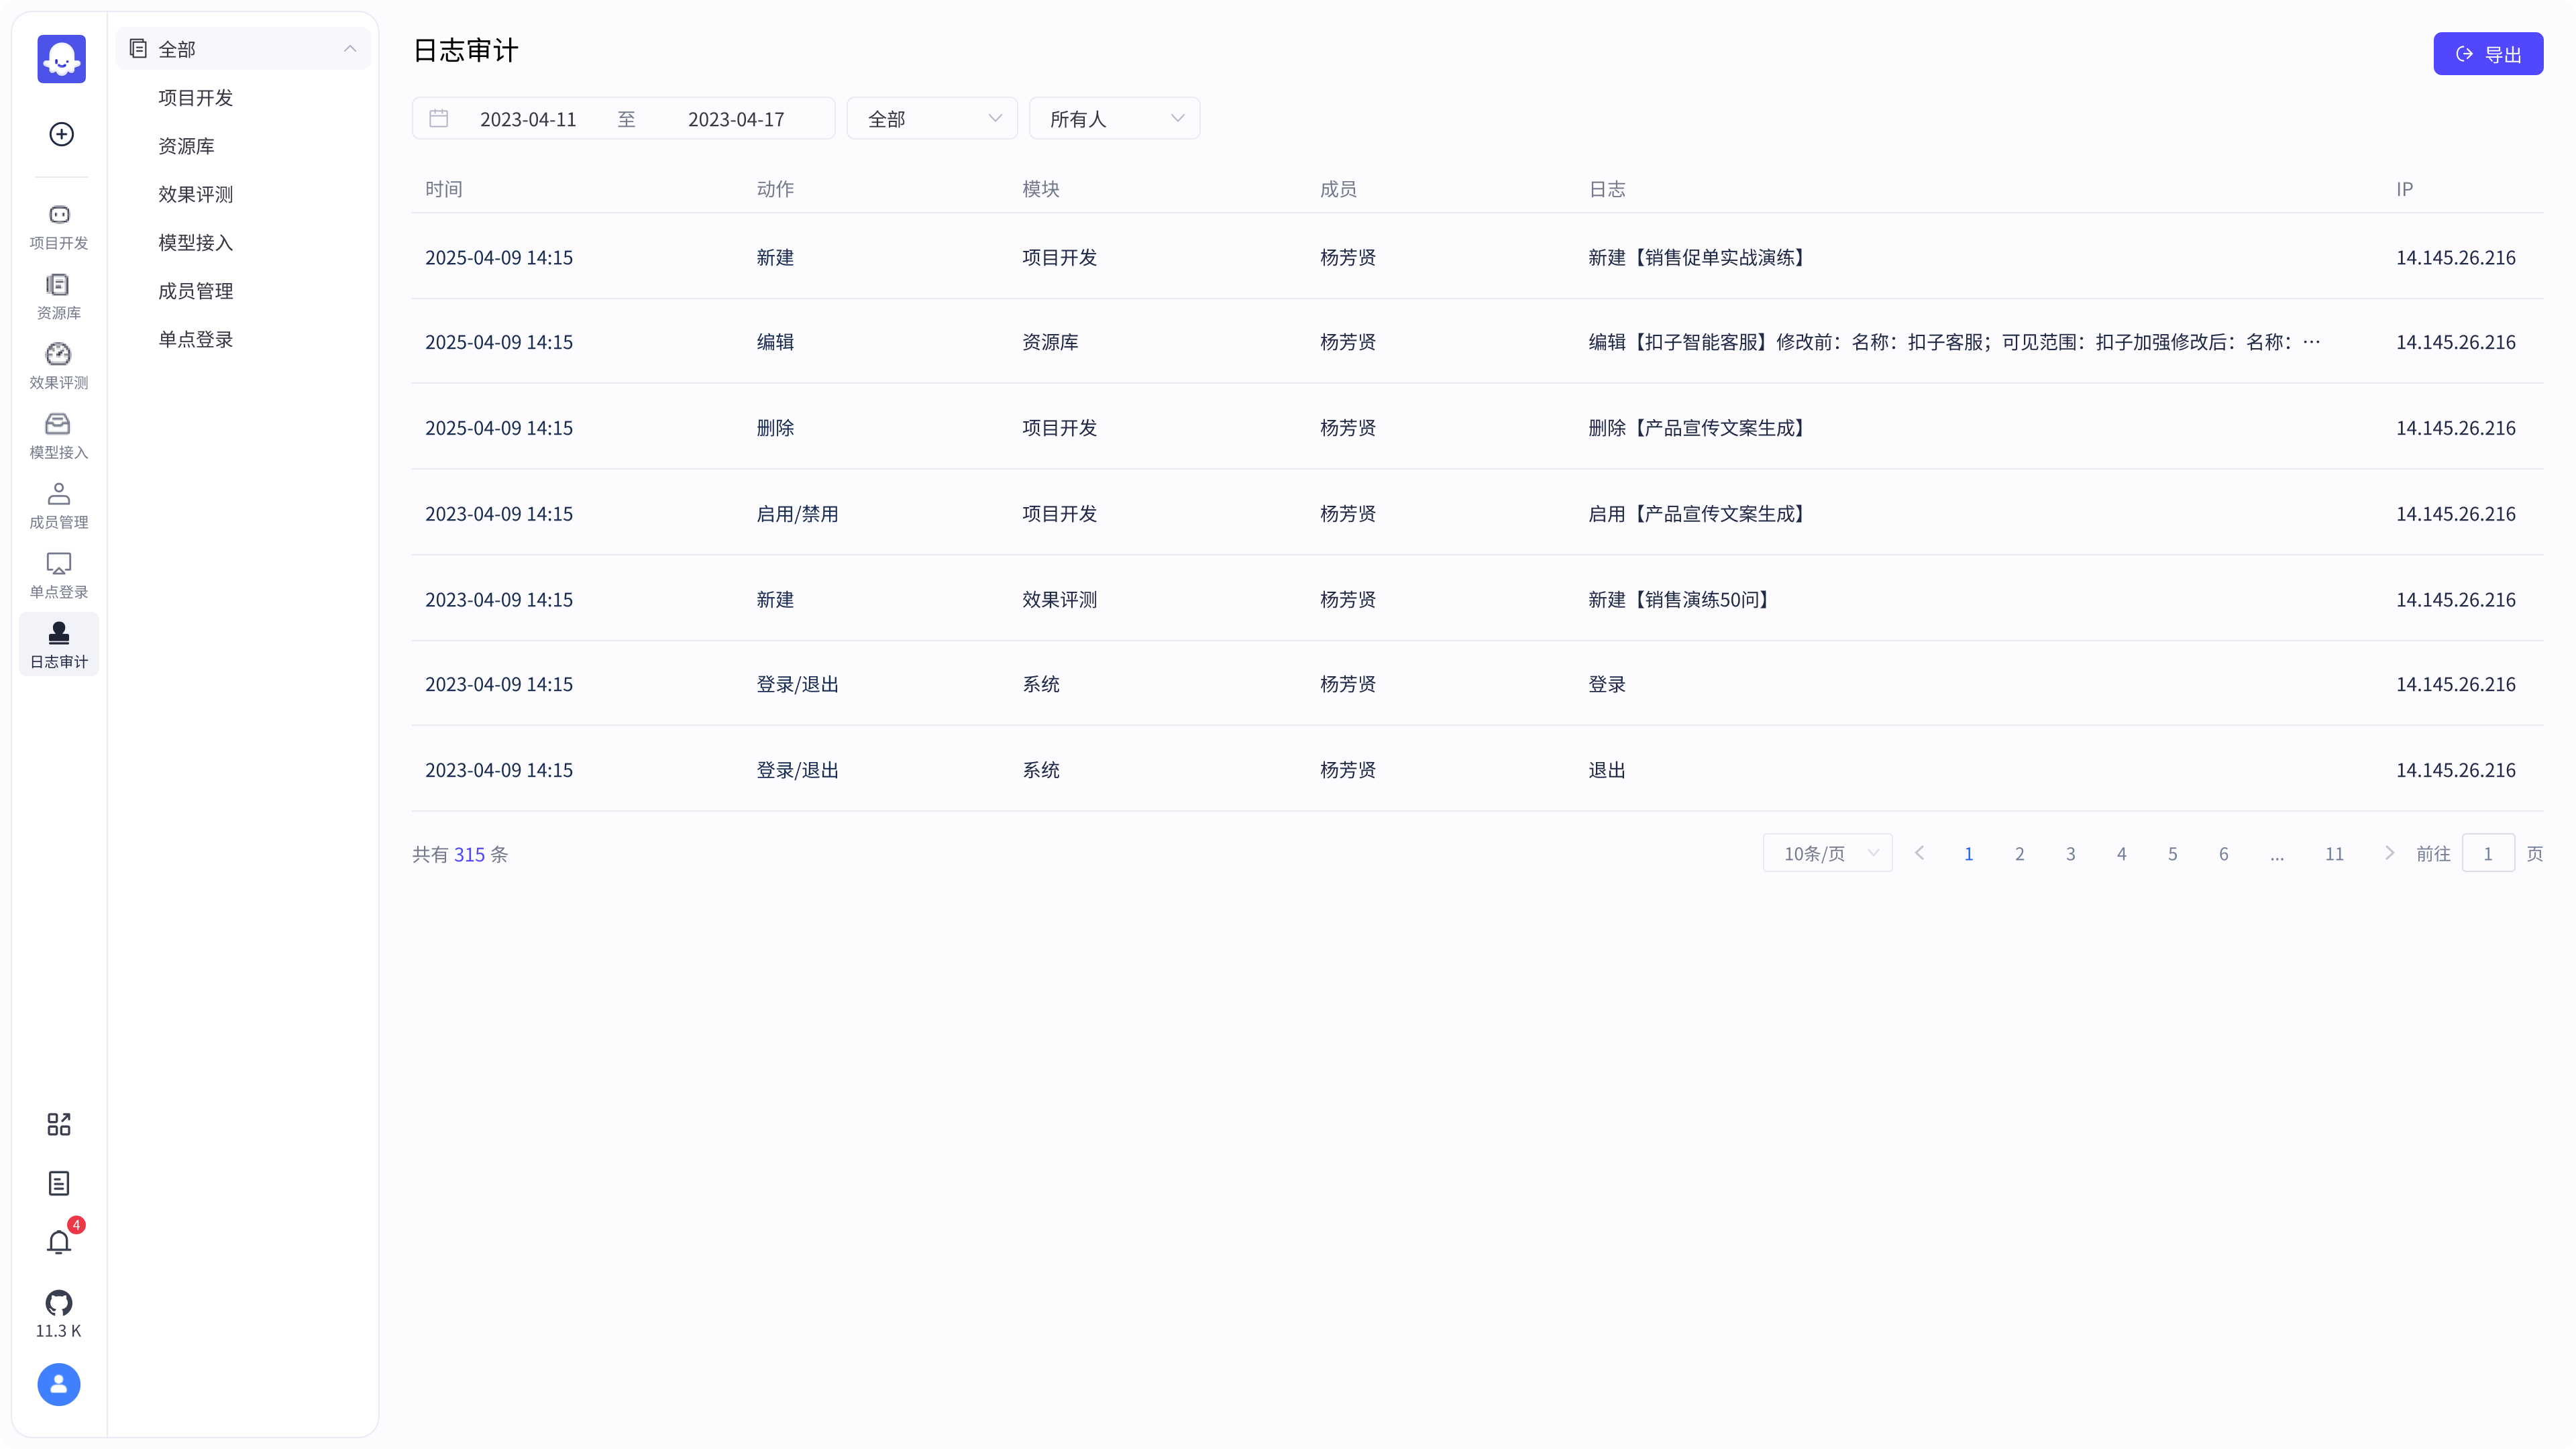 全部
项目开发
资源库
效果评测
模型接入
成员管理
单点登录
项目开发
资源库
效果评测
模型接入
成员管理
单点登录
日志审计
4
11.3 K
日志审计
导出
2023-04-11 至 2023-04-17 全部 所有人
时间 动作 模块 成员 日志 IP
2025-04-09 14:15 新建 项目开发 杨芳贤 新建【销售促单实战演练】 14.145.26.216
2025-04-09 14:15 编辑 资源库 杨芳贤 编辑【扣子智能客服】修改前：名称：扣子客服；可见范围：扣子加强修改后：名称：… 14.145.26.216
2025-04-09 14:15 删除 项目开发 杨芳贤 删除【产品宣传文案生成】 14.145.26.216
2023-04-09 14:15 启用/禁用 项目开发 杨芳贤 启用【产品宣传文案生成】 14.145.26.216
2023-04-09 14:15 新建 效果评测 杨芳贤 新建【销售演练50问】 14.145.26.216
2023-04-09 14:15 登录/退出 系统 杨芳贤 登录 14.145.26.216
2023-04-09 14:15 登录/退出 系统 杨芳贤 退出 14.145.26.216
共有 315 条 10条/页 1 2 3 4 5 6 ... 11 前往 1 页